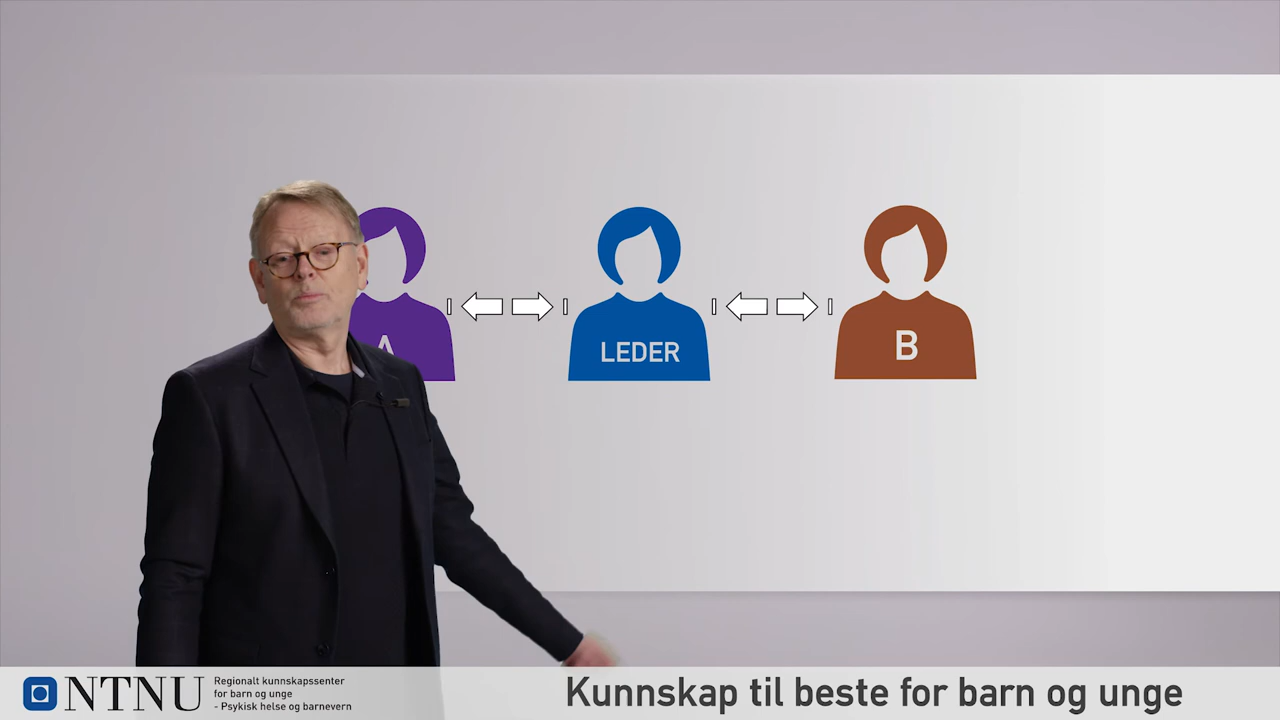 A
LEDER
B
NTNU
Regionalt kunnskapssenter
for barn og unge
- Psykisk helse og barnevern
Kunnskap til beste for barn og unge